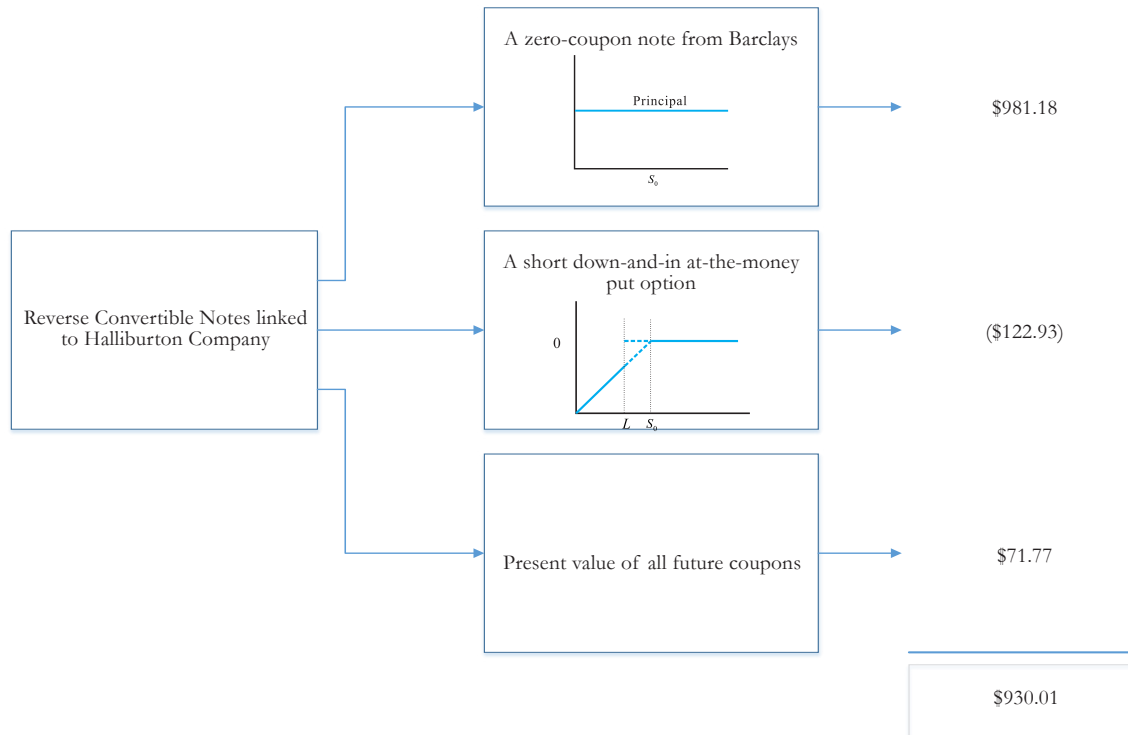 A zero-coupon note from Barclays
Principal
S₀
$981.18
Reverse Convertible Notes linked
to Halliburton Company
A short down-and-in at-the-money
put option
0
L S₀
($122.93)
Present value of all future coupons
$71.77
$930.01